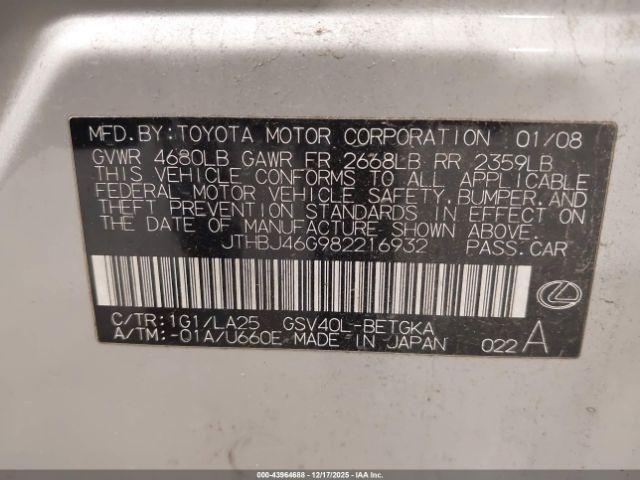 MFD. BY: TOYOTA MOTOR CORPORATION 01/08
GVWR 4680LB GAWR FR 2668LB RR 2359LB
THIS VEHICLE CONFORMS TO ALL APPLICABLE
FEDERAL MOTOR VEHICLE SAFETY, BUMPER, AND
THEFT PREVENTION STANDARDS IN EFFECT ON
THE DATE OF MANUFACTURE SHOWN ABOVE.
JTHBJ46G982216932 PASS. CAR
C/TR: 1G1/LA25 GSV40L-BETGKA
A/TM: -01A/U660E MADE IN JAPAN 022 A
000-43964688 - 12/17/2025 - IAA Inc.